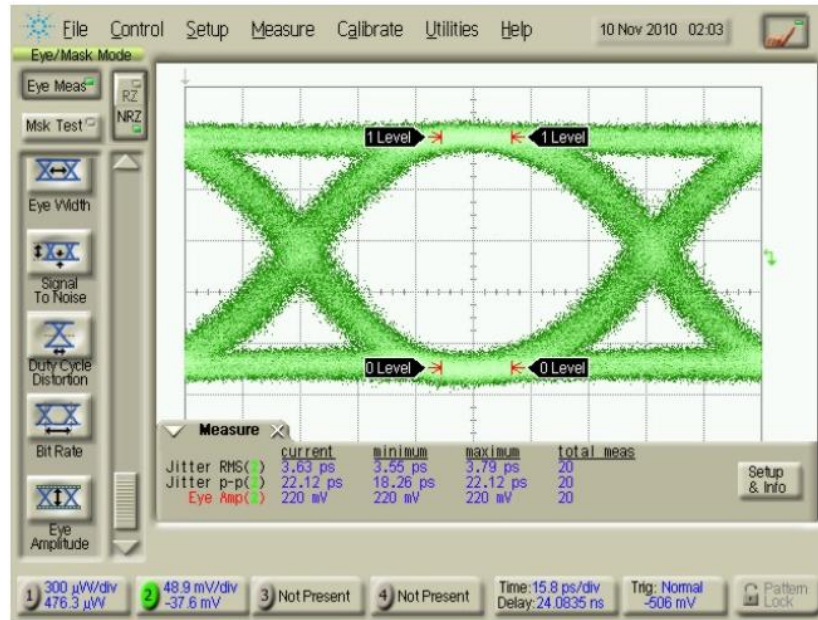 File Control Setup Measure Calibrate Utilities Help 10 Nov 2010 02:03
Eye/Mask Mode
Eye Meas
RZ
NRZ
Msk Test
Eye Width
Signal
To Noise
Duty Cycle
Distortion
Bit Rate
Eye
Amplitude
1 Level 1 Level
0 Level 0 Level
Measure
current minimum maximum total meas
Jitter RMS(2) 3.63 ps 3.55 ps 3.79 ps 20
Jitter p-p(2) 22.12 ps 18.26 ps 22.12 ps 20
Eye Amp(2) 220 mV 220 mV 220 mV 20
Setup
& Info
1) 300 µW/div
476.3 µW
2) 48.9 mV/div
-37.6 mV
3) Not Present
4) Not Present
Time:15.8 ps/div
Delay:24.0835 ns
Trig: Normal
-506 mV
Pattern
Lock